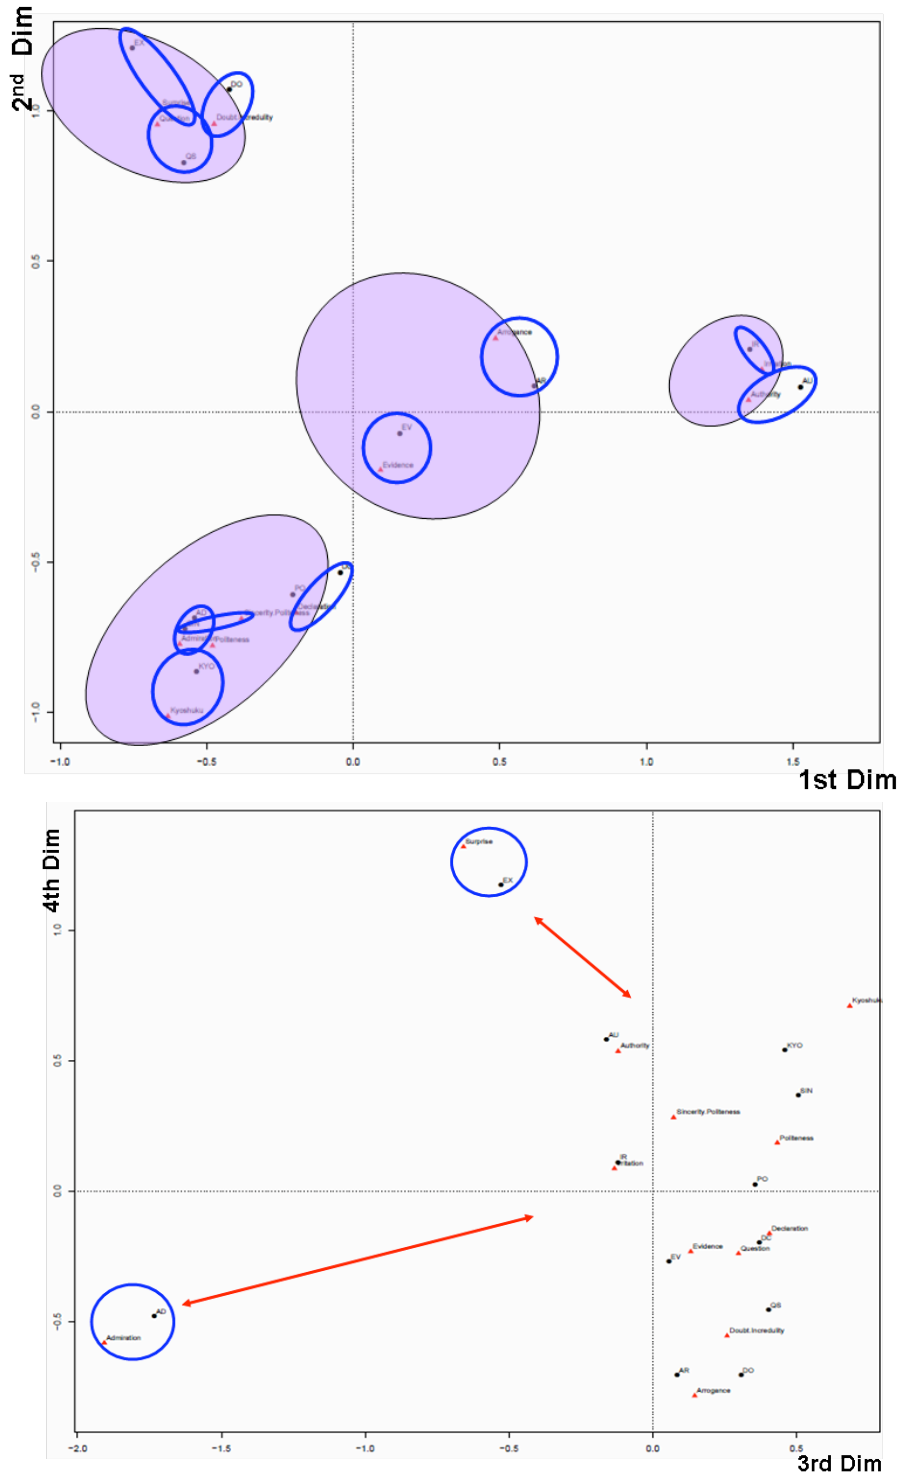 2nd Dim
EX
DO
Surprise
Question
Doubt.Incredulity
QS
1.0
0.5
Arrogance
IR
Irritation
AR
AU
Authority
0.0
EV
Evidence
−0.5
PO
Declaration
AD
Sincerity.Politeness
Politeness
KYO
Kyoshuku
−1.0
−1.0 −0.5 0.0 0.5 1.0 1.5
1st Dim
4th Dim
Surprise
EX
1.0
Kyoshuku
AU
Authority
KYO
0.5
SIN
Sincerity.Politeness
Politeness
IR
Irritation
PO
0.0
Declaration
DC
Evidence
Question
EV
QS
AD
−0.5
Doubt.Incredulity
Admiration
AR
DO
Arrogance
−2.0 −1.5 −1.0 −0.5 0.0 0.5
3rd Dim